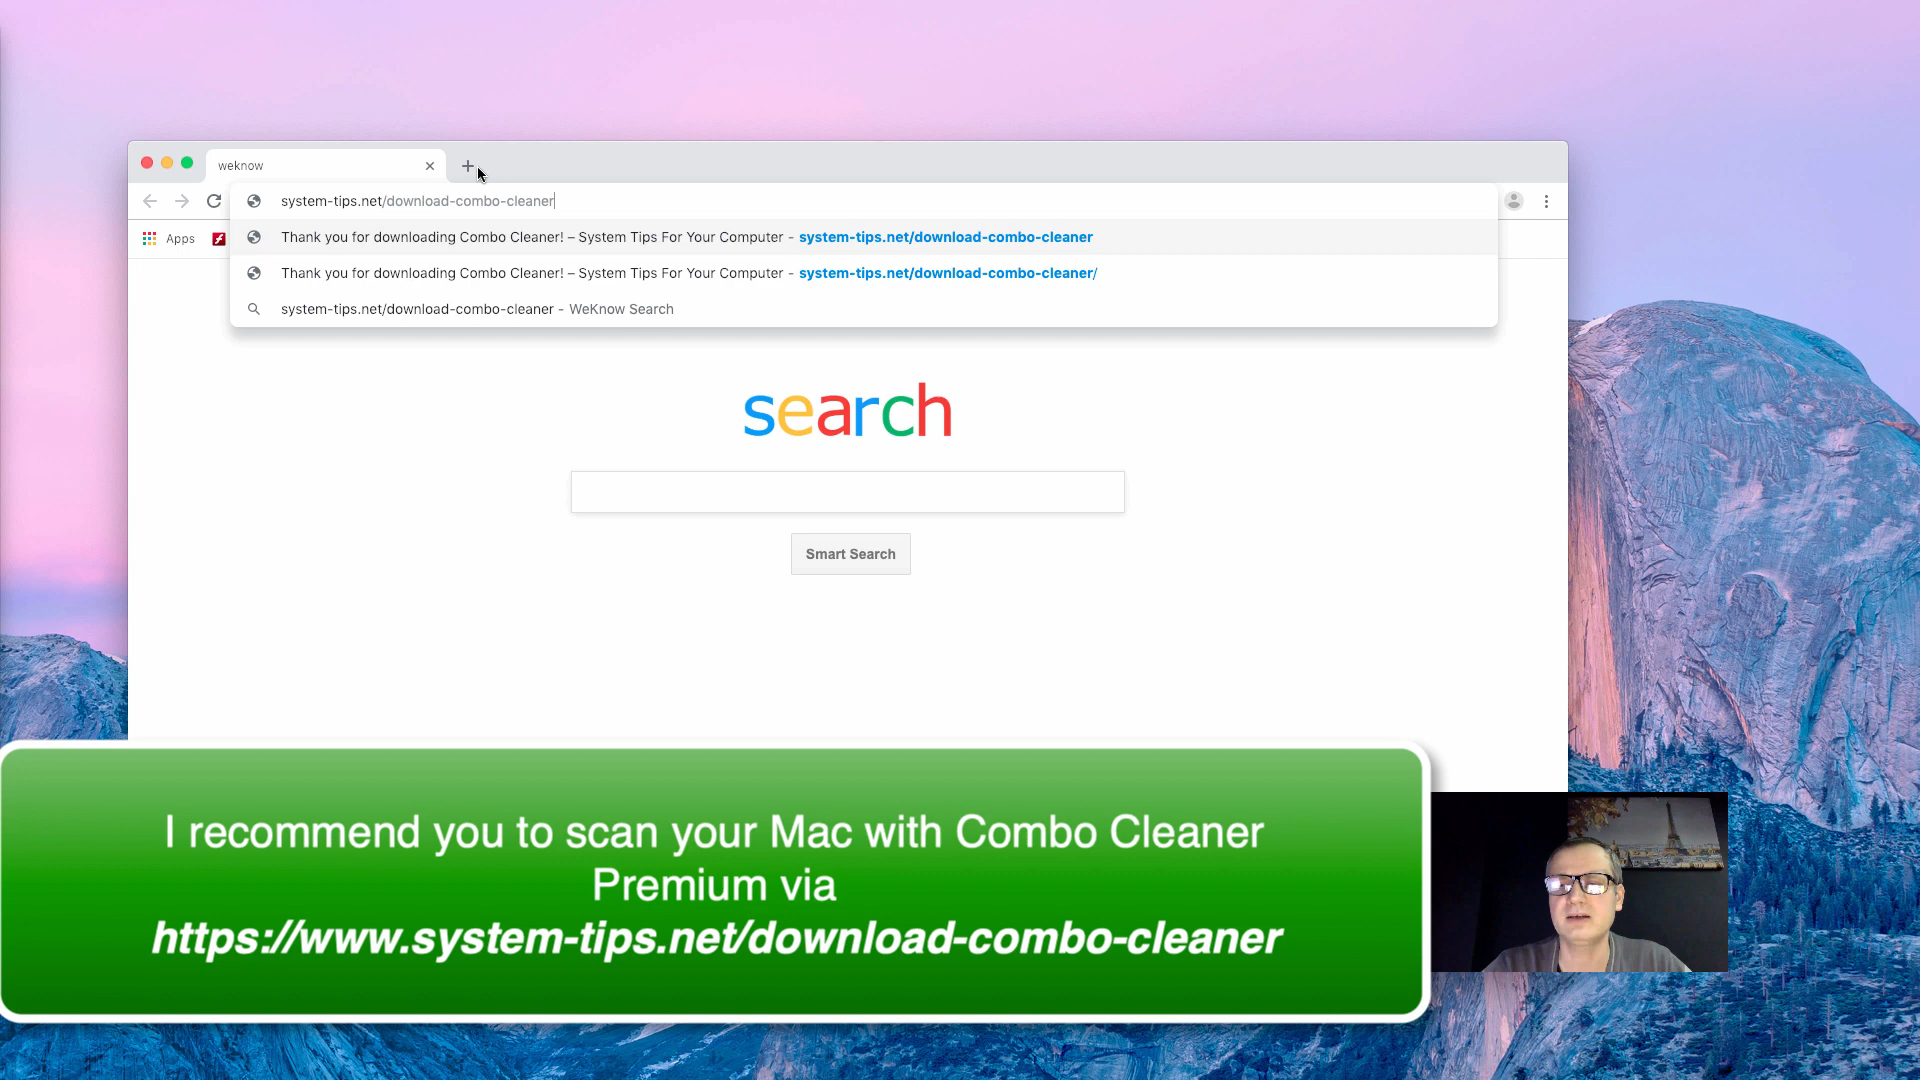 weknow
system-tips.net/download-combo-cleaner
Apps
Thank you for downloading Combo Cleaner! – System Tips For Your Computer - system-tips.net/download-combo-cleaner
Thank you for downloading Combo Cleaner! – System Tips For Your Computer - system-tips.net/download-combo-cleaner/
system-tips.net/download-combo-cleaner - WeKnow Search
search
Smart Search
I recommend you to scan your Mac with Combo Cleaner
Premium via
https://www.system-tips.net/download-combo-cleaner